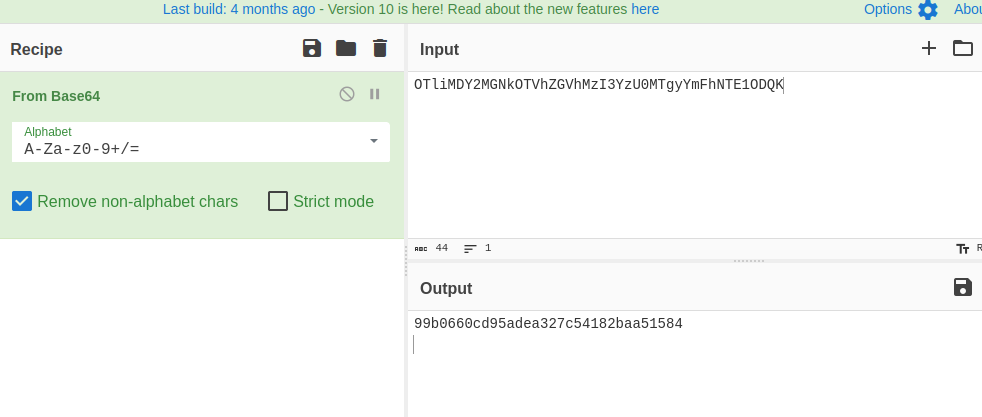 Last build: 4 months ago - Version 10 is here! Read about the new features here
Options
Abou
Recipe
From Base64
Alphabet
A-Za-z0-9+/=
Remove non-alphabet chars
Strict mode
Input
OTliMDY2MGNkOTVhZGVhMzI3YzU0MTgyYmFhNTE1ODQK
ABC 44
1
Tт R
Output
99b0660cd95adea327c54182baa51584